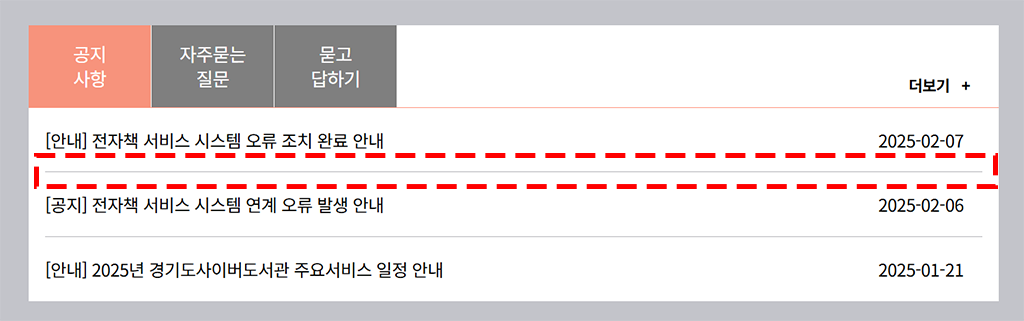 공지
사항
자주묻는
질문
묻고
답하기
더보기 +
[안내] 전자책 서비스 시스템 오류 조치 완료 안내 2025-02-07
[공지] 전자책 서비스 시스템 연계 오류 발생 안내 2025-02-06
[안내] 2025년 경기도사이버도서관 주요서비스 일정 안내 2025-01-21